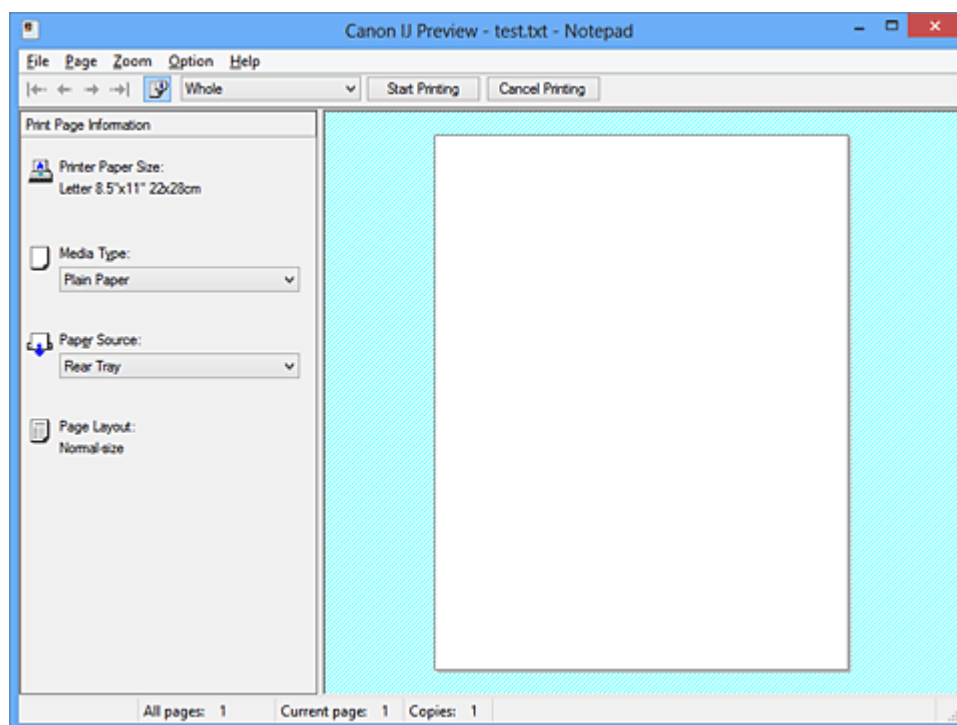 Canon IJ Preview - test.txt - Notepad
File Page Zoom Option Help
Whole Start Printing Cancel Printing
Print Page Information
Printer Paper Size:
Letter 8.5"x11" 22x28cm
Media Type:
Plain Paper
Paper Source:
Rear Tray
Page Layout:
Normal-size
All pages: 1 Current page: 1 Copies: 1